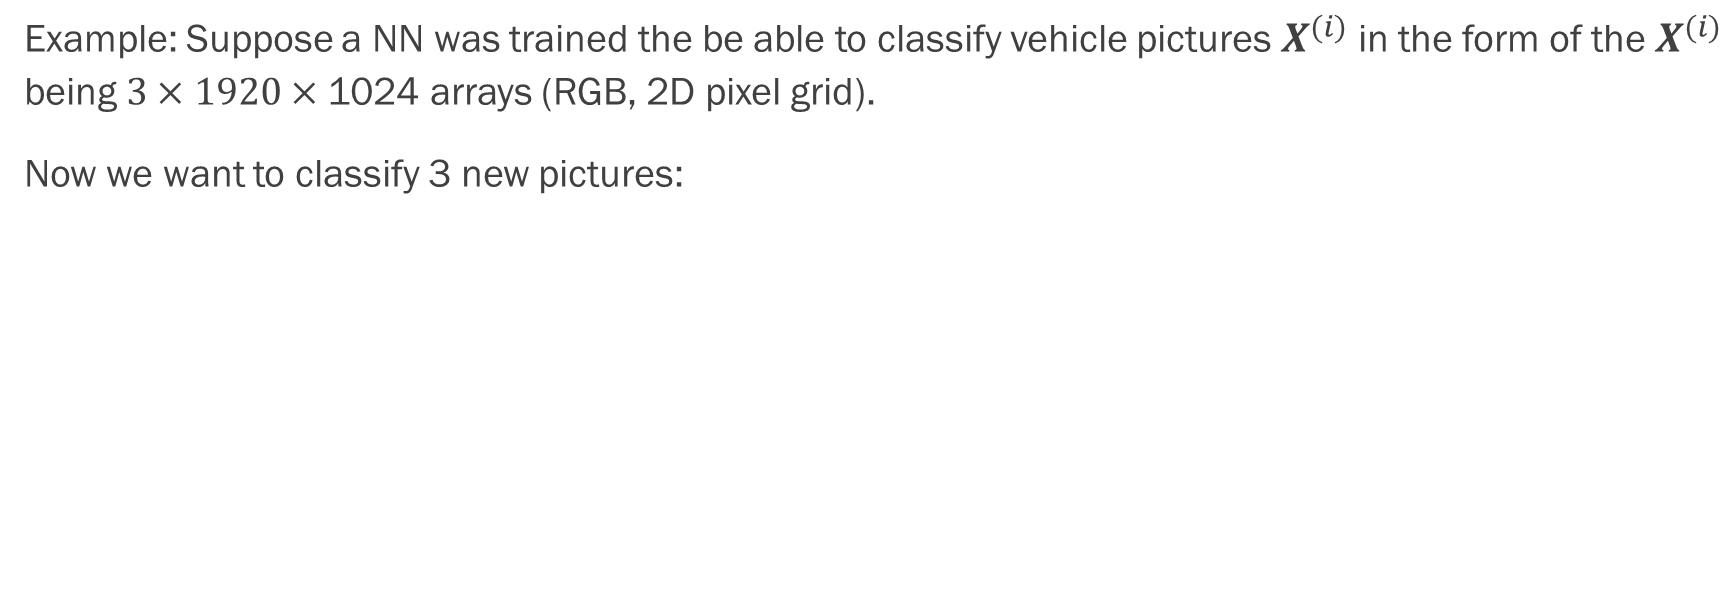 Example: Suppose a NN was trained the be able to classify vehicle pictures 𝑿⁽ⁱ⁾ in the form of the 𝑿⁽ⁱ⁾
being 3 × 1920 × 1024 arrays (RGB, 2D pixel grid).
Now we want to classify 3 new pictures: